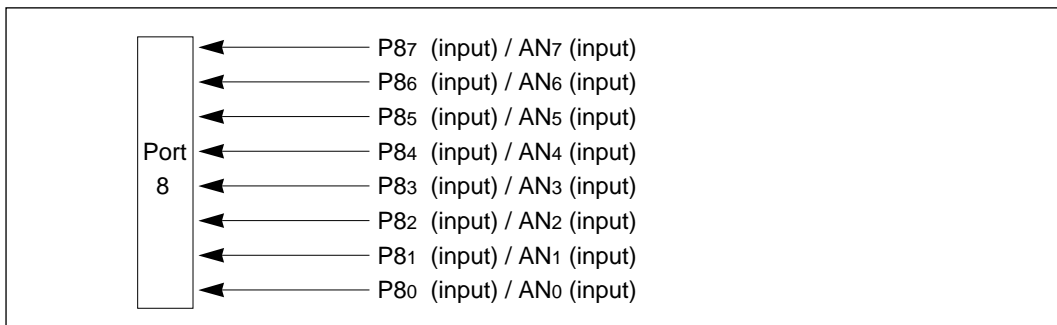 P87 (input) / AN7 (input)
P86 (input) / AN6 (input)
P85 (input) / AN5 (input)
P84 (input) / AN4 (input)
P83 (input) / AN3 (input)
P82 (input) / AN2 (input)
P81 (input) / AN1 (input)
P80 (input) / AN0 (input)
Port
8